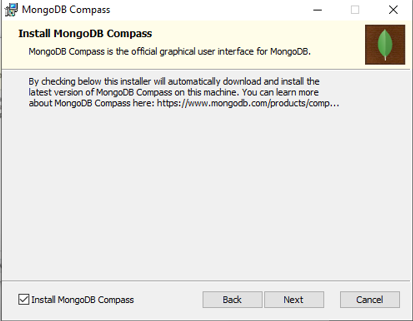 MongoDB Compass
Install MongoDB Compass
MongoDB Compass is the official graphical user interface for MongoDB.
By checking below this installer will automatically download and install the
latest version of MongoDB Compass on this machine. You can learn more
about MongoDB Compass here: https://www.mongodb.com/products/comp...
Install MongoDB Compass
Back
Next
Cancel